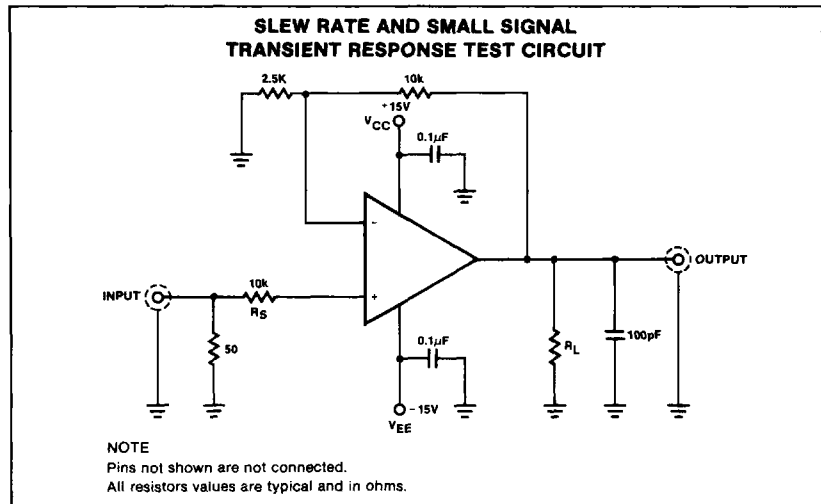 SLEW RATE AND SMALL SIGNAL
TRANSIENT RESPONSE TEST CIRCUIT
2.5K
10k
+15V
VCC
0.1µF
-
+
INPUT
10k
RS
50
OUTPUT
RL
100pF
0.1µF
-15V
VEE
NOTE
Pins not shown are not connected.
All resistors values are typical and in ohms.